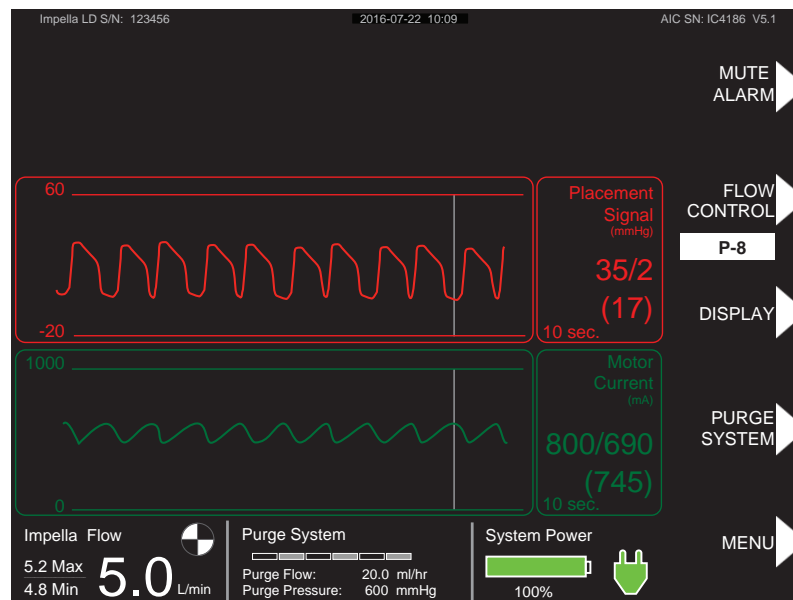 Impella LD S/N: 123456
2016-07-22 10:09
AIC SN: IC4186 V5.1
MUTE
ALARM
60
-20
Placement
Signal
(mmHg)
35/2
(17)
10 sec.
FLOW
CONTROL
P-8
DISPLAY
1000
0
Motor
Current
(mA)
800/690
(745)
10 sec.
PURGE
SYSTEM
Impella Flow
5.2 Max
4.8 Min
5.0 L/min
Purge System
Purge Flow: 20.0 ml/hr
Purge Pressure: 600 mmHg
System Power
100%
MENU